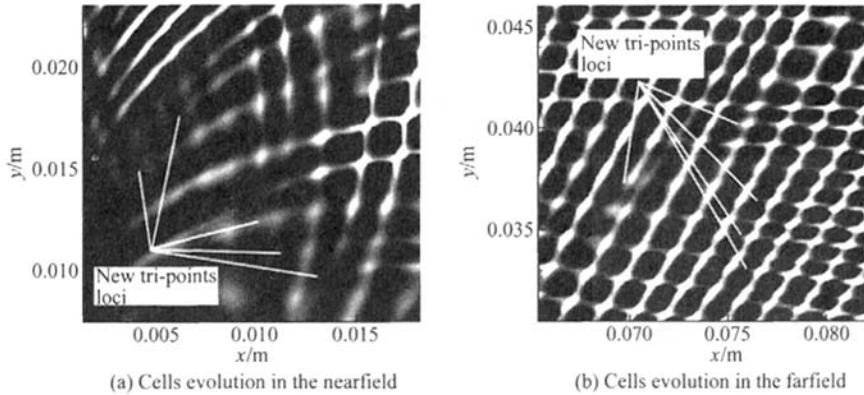 0.020
0.015
0.010
y/m
New tri-points
loci
0.005
0.010
0.015
x/m
(a) Cells evolution in the nearfield
0.045
0.040
0.035
y/m
New tri-points
loci
0.070
0.075
0.080
x/m
(b) Cells evolution in the farfield